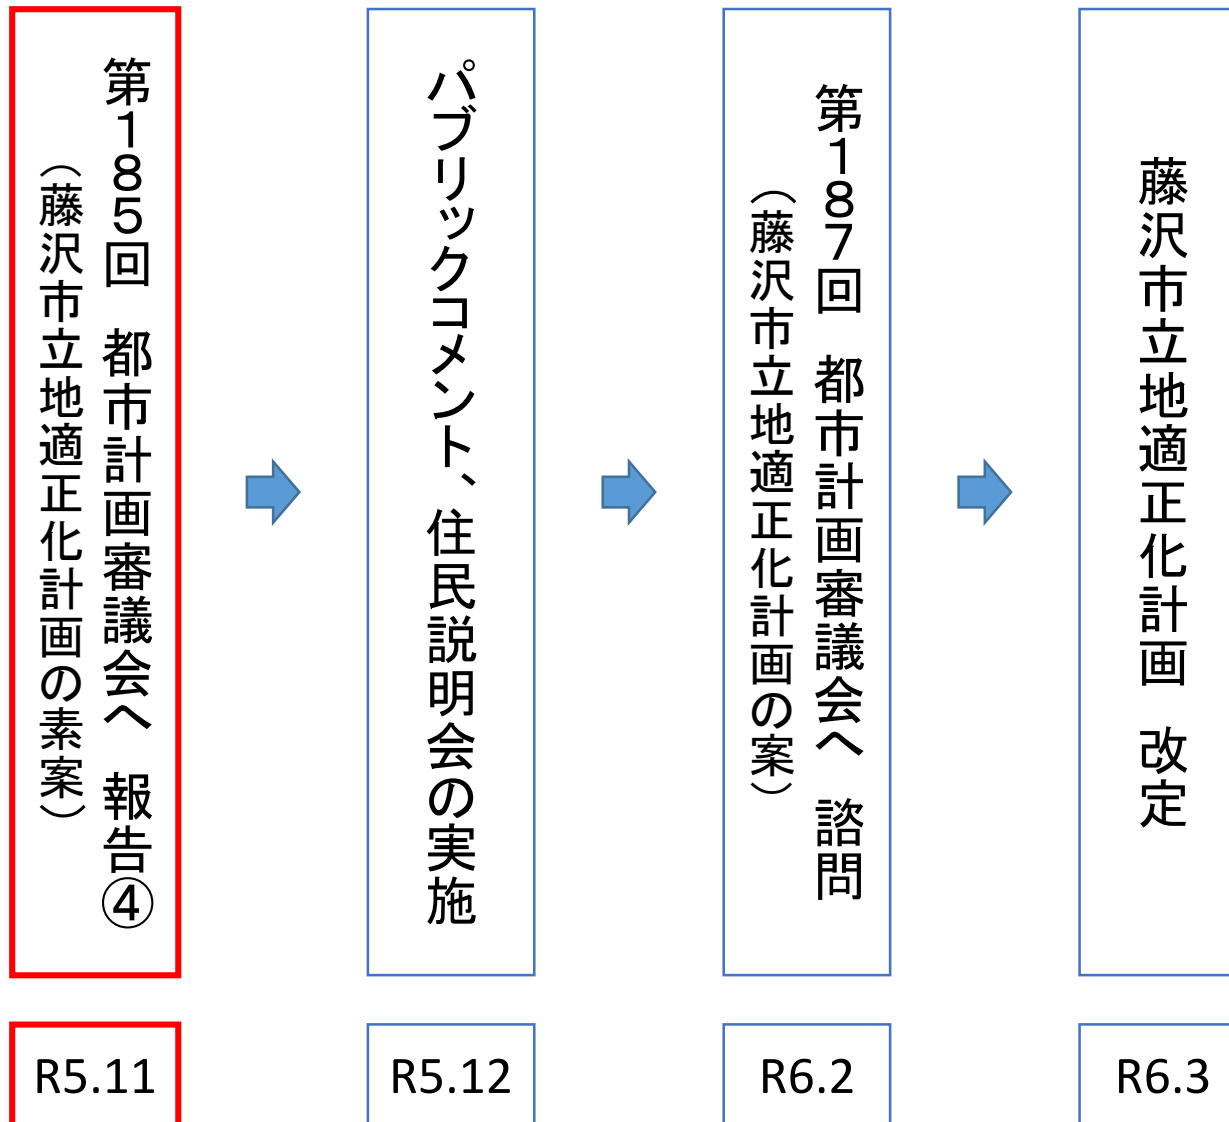 第１８５回　都市計画審議会へ　報告④
（藤沢市立地適正化計画の素案）
パブリックコメント、住民説明会の実施
第１８７回　都市計画審議会へ　諮問
（藤沢市立地適正化計画の案）
藤沢市立地適正化計画　改定
R5.11
R5.12
R6.2
R6.3